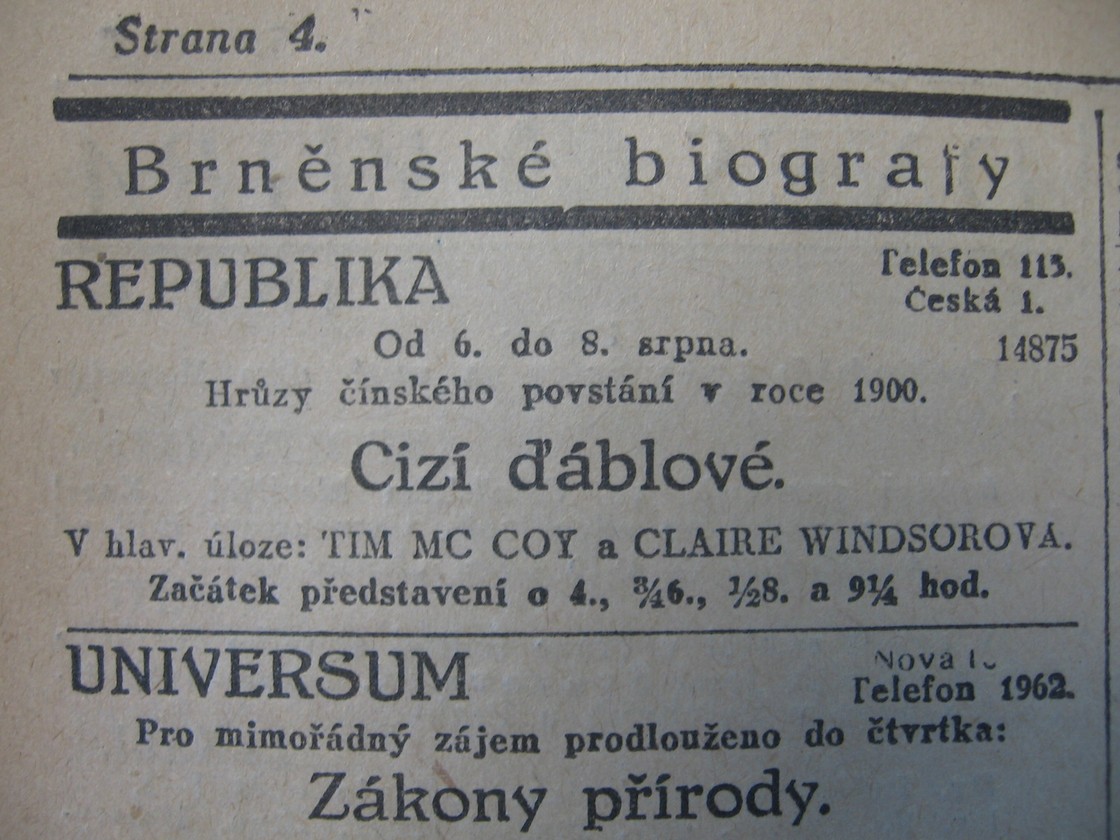 Strana 4.
Brněnské biografy
REPUBLIKA
Telefon 115.
Česká 1.
Od 6. do 8. srpna.
14875
Hrůzy čínského povstání v roce 1900.
Cizí ďáblové.
V hlav. úloze: TIM MC COY a CLAIRE WINDSOROVA.
Začátek představení o 4., ¾6., ½8. a 9¼ hod.
UNIVERSUM
Nova
Telefon 1962.
Pro mimořádný zájem prodlouženo do čtvrtka:
Zákony přírody.